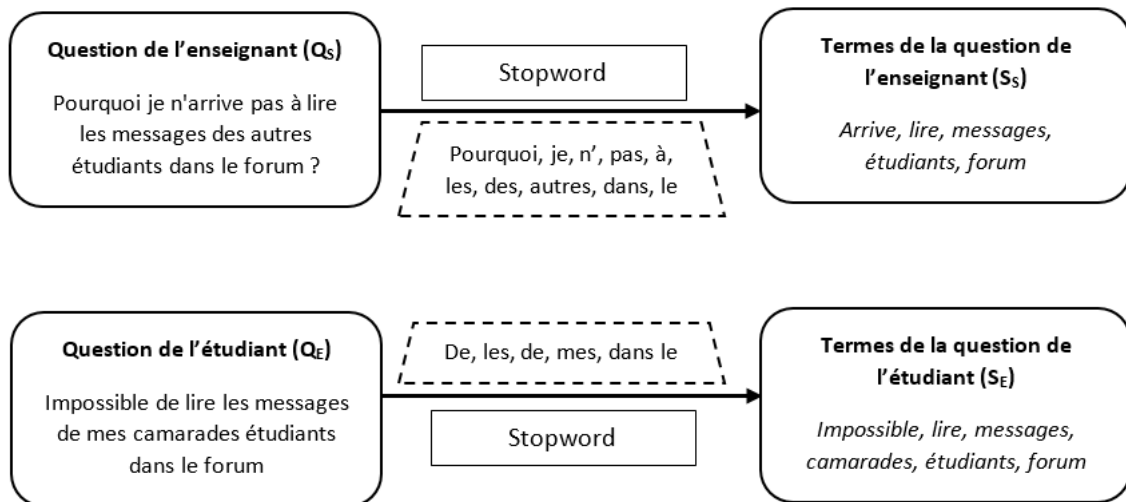 Question de l’enseignant (QS)
Pourquoi je n'arrive pas à lire
les messages des autres
étudiants dans le forum ?
Stopword
Pourquoi, je, n’, pas, à,
les, des, autres, dans, le
Termes de la question de
l’enseignant (SS)
Arrive, lire, messages,
étudiants, forum
Question de l’étudiant (QE)
Impossible de lire les messages
de mes camarades étudiants
dans le forum
De, les, de, mes, dans le
Stopword
Termes de la question de
l’étudiant (SE)
Impossible, lire, messages,
camarades, étudiants, forum